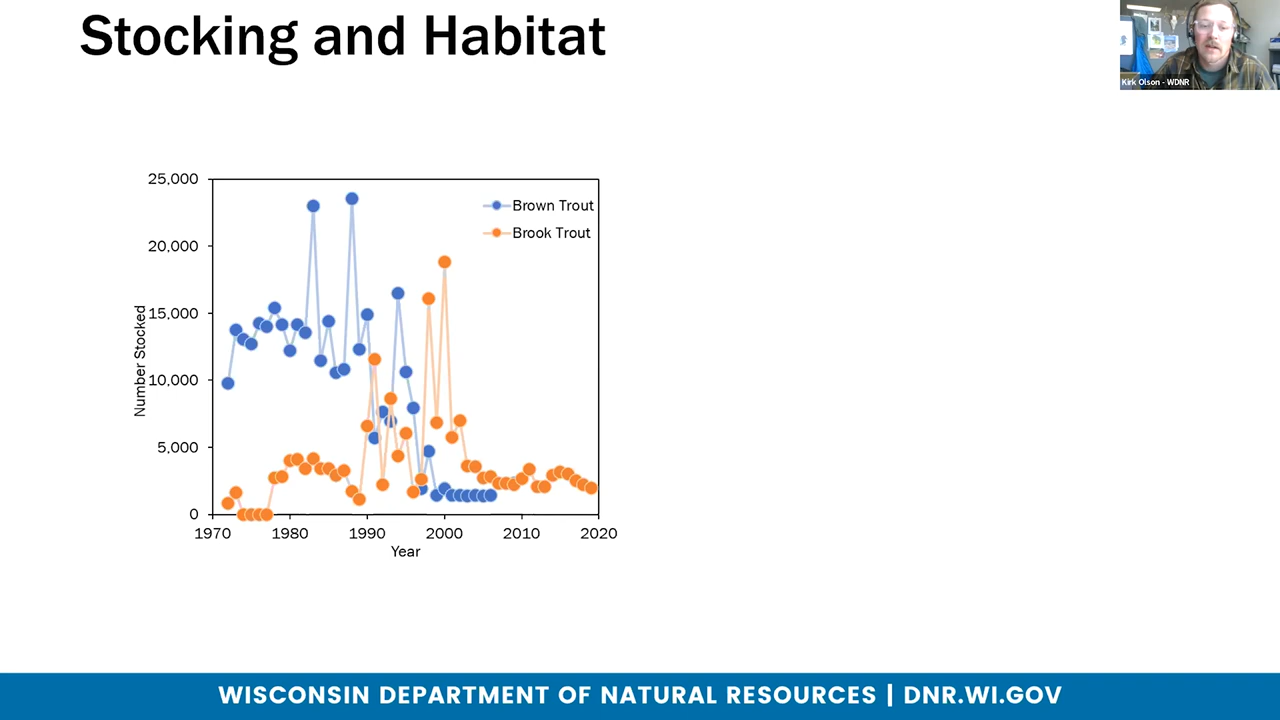 Stocking and Habitat
Kirk Olson - WDNR
25,000
20,000
15,000
10,000
5,000
0
Number Stocked
Brown Trout
Brook Trout
1970 1980 1990 2000 2010 2020
Year
WISCONSIN DEPARTMENT OF NATURAL RESOURCES | DNR.WI.GOV